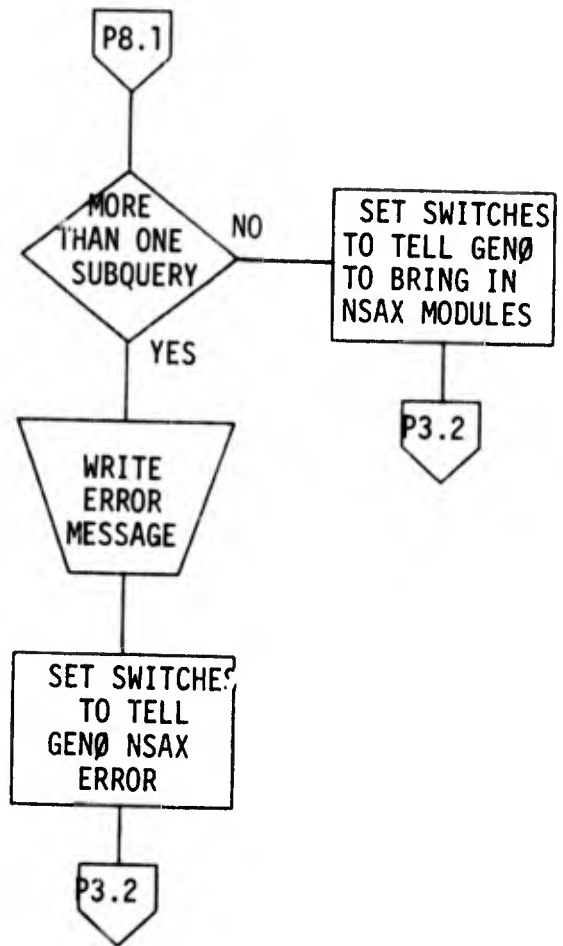 P8.1
MORE
THAN ONE
SUBQUERY
NO
SET SWITCHES
TO TELL GENØ
TO BRING IN
NSAX MODULES
P3.2
YES
WRITE
ERROR
MESSAGE
SET SWITCHES
TO TELL
GENØ NSAX
ERROR
P3.2